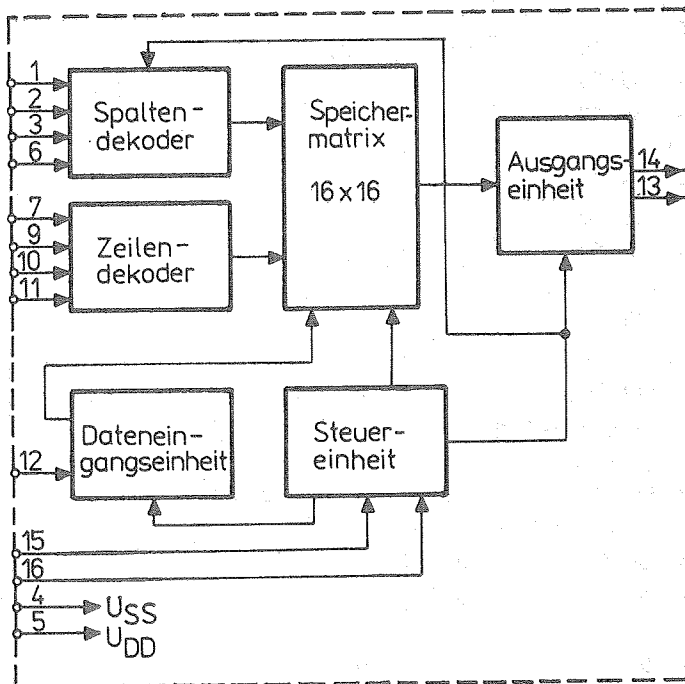 1
2
3
6
Spalten-
dekoder
7
9
10
11
Zeilen-
dekoder
Speicher-
matrix
16 x 16
Ausgangs-
einheit
14
13
12
Datenein-
gangseinheit
Steuer-
einheit
15
16
4
USS
5
UDD